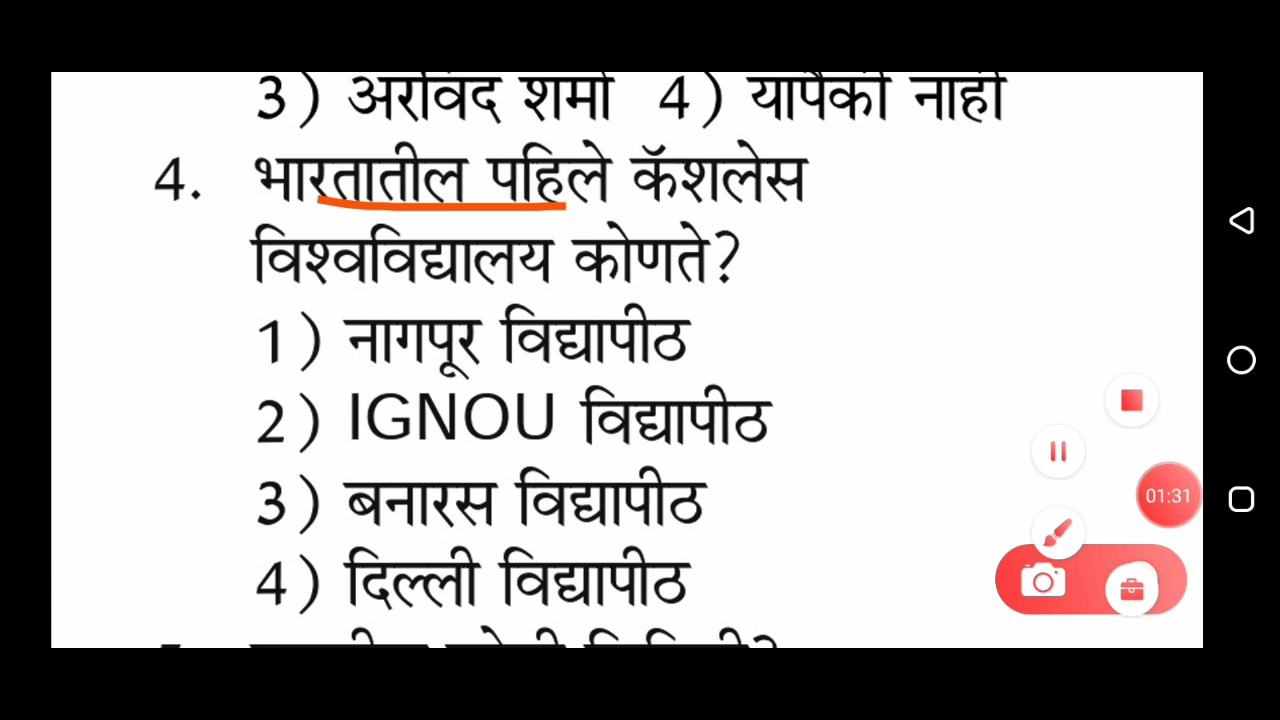 3) अरविंद शर्मा 4) यापैकी नाही
4. भारतातील पहिले कॅशलेस
विश्वविद्यालय कोणते?
1) नागपूर विद्यापीठ
2) IGNOU विद्यापीठ
3) बनारस विद्यापीठ
4) दिल्ली विद्यापीठ
01:31